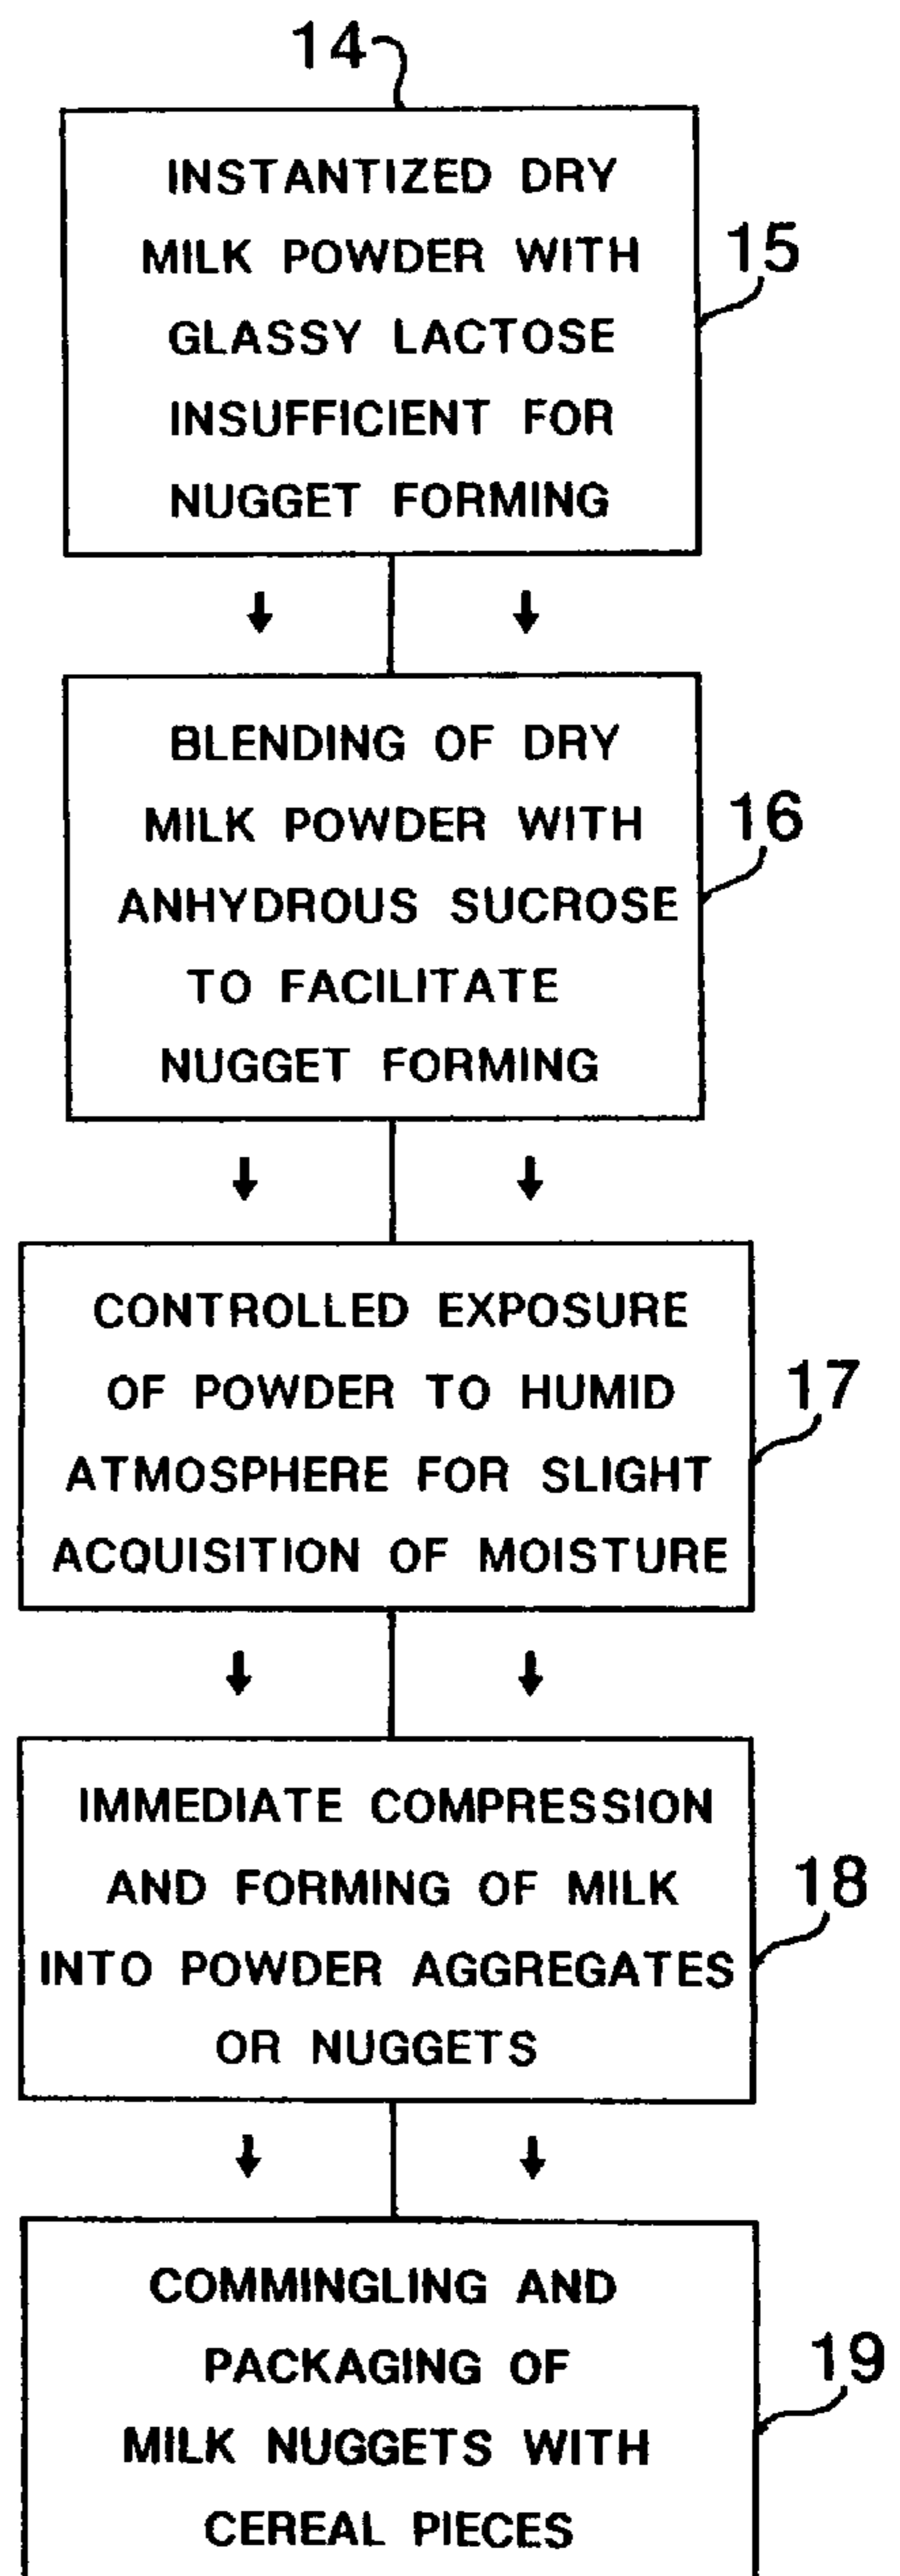 14
INSTANTIZED DRY
MILK POWDER WITH
GLASSY LACTOSE
INSUFFICIENT FOR
NUGGET FORMING
15
BLENDING OF DRY
MILK POWDER WITH
ANHYDROUS SUCROSE
TO FACILITATE
NUGGET FORMING
16
CONTROLLED EXPOSURE
OF POWDER TO HUMID
ATMOSPHERE FOR SLIGHT
ACQUISITION OF MOISTURE
17
IMMEDIATE COMPRESSION
AND FORMING OF MILK
INTO POWDER AGGREGATES
OR NUGGETS
18
COMMINGLING AND
PACKAGING OF
MILK NUGGETS WITH
CEREAL PIECES
19